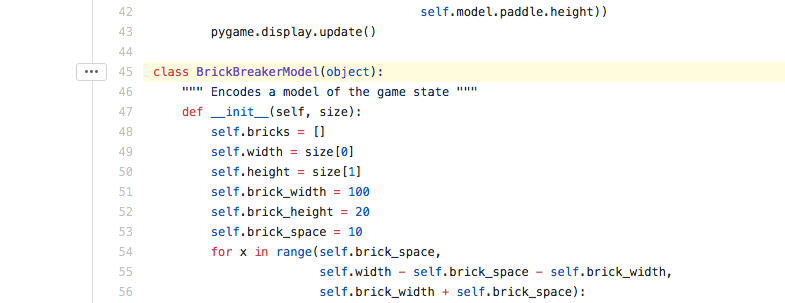 42                                         self.model.paddle.height))
43            pygame.display.update()
44
45    class BrickBreakerModel(object):
46        """ Encodes a model of the game state """
47        def __init__(self, size):
48            self.bricks = []
49            self.width = size[0]
50            self.height = size[1]
51            self.brick_width = 100
52            self.brick_height = 20
53            self.brick_space = 10
54            for x in range(self.brick_space,
55                           self.width - self.brick_space - self.brick_width,
56                           self.brick_width + self.brick_space):